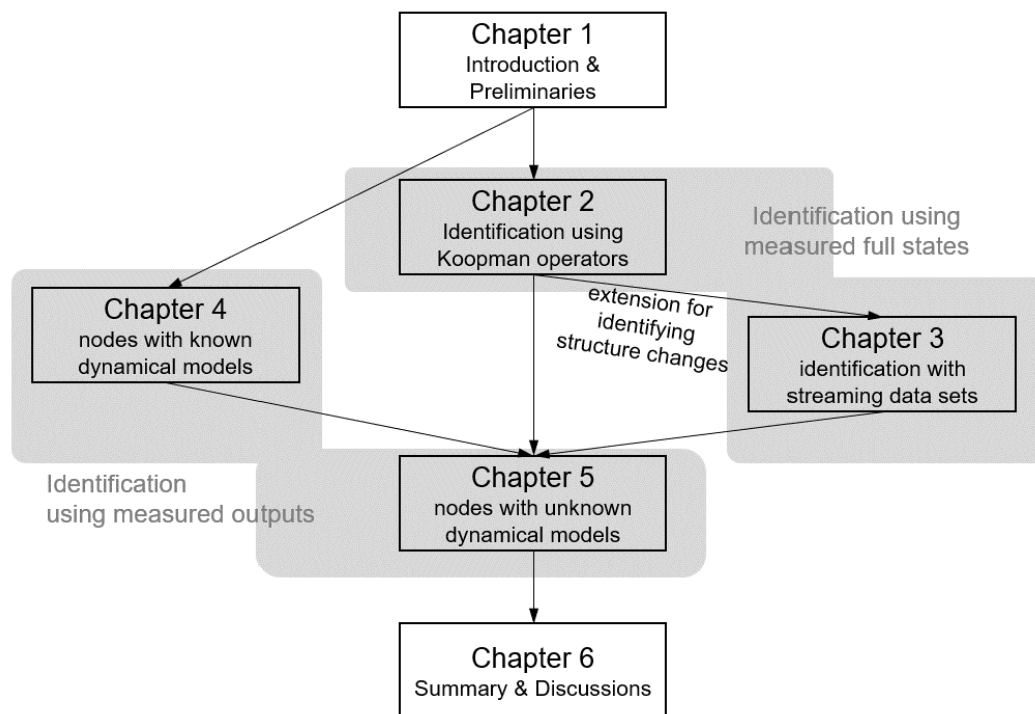 Chapter 1
Introduction &
Preliminaries
Chapter 2
Identification using
Koopman operators
Identification using
measured full states
extension for
identifying
structure changes
Chapter 4
nodes with known
dynamical models
Chapter 3
identification with
streaming data sets
Identification
using measured outputs
Chapter 5
nodes with unknown
dynamical models
Chapter 6
Summary & Discussions